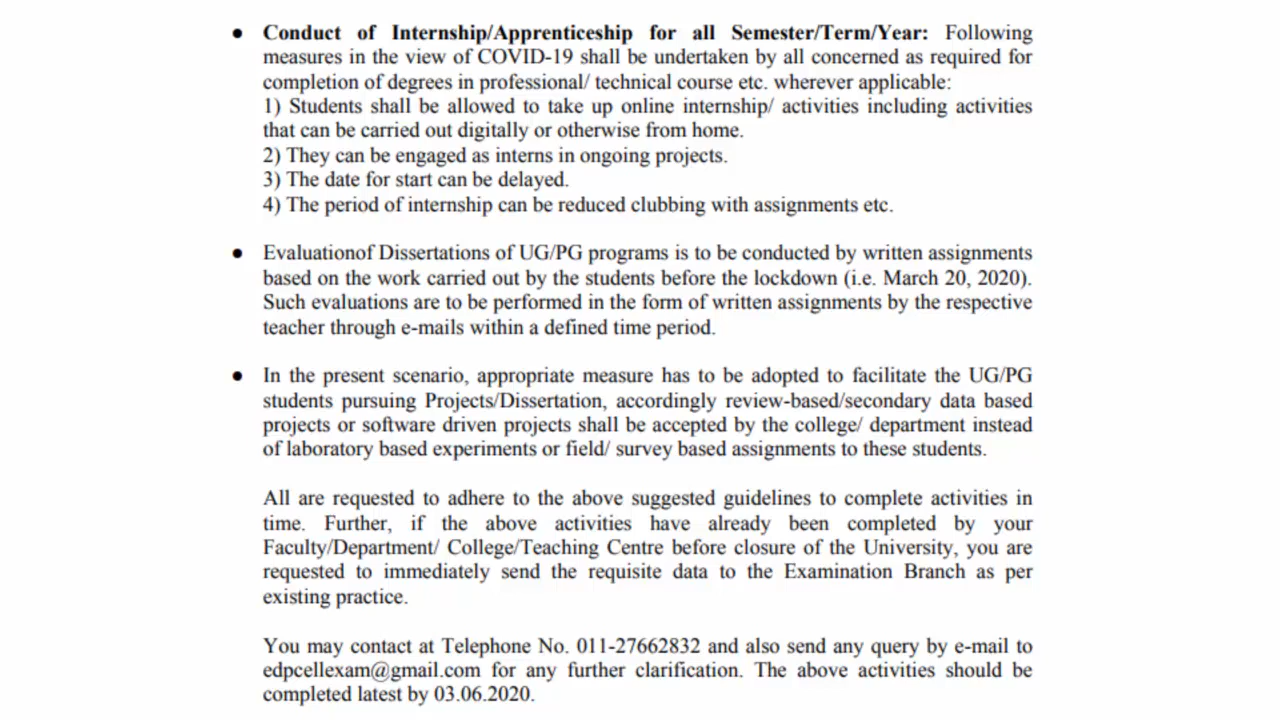 ● Conduct of Internship/Apprenticeship for all Semester/Term/Year: Following
measures in the view of COVID-19 shall be undertaken by all concerned as required for
completion of degrees in professional/ technical course etc. wherever applicable:
1) Students shall be allowed to take up online internship/ activities including activities
that can be carried out digitally or otherwise from home.
2) They can be engaged as interns in ongoing projects.
3) The date for start can be delayed.
4) The period of internship can be reduced clubbing with assignments etc.
● Evaluationof Dissertations of UG/PG programs is to be conducted by written assignments
based on the work carried out by the students before the lockdown (i.e. March 20, 2020).
Such evaluations are to be performed in the form of written assignments by the respective
teacher through e-mails within a defined time period.
● In the present scenario, appropriate measure has to be adopted to facilitate the UG/PG
students pursuing Projects/Dissertation, accordingly review-based/secondary data based
projects or software driven projects shall be accepted by the college/ department instead
of laboratory based experiments or field/ survey based assignments to these students.
All are requested to adhere to the above suggested guidelines to complete activities in
time. Further, if the above activities have already been completed by your
Faculty/Department/ College/Teaching Centre before closure of the University, you are
requested to immediately send the requisite data to the Examination Branch as per
existing practice.
You may contact at Telephone No. 011-27662832 and also send any query by e-mail to
edpcellexam@gmail.com for any further clarification. The above activities should be
completed latest by 03.06.2020.